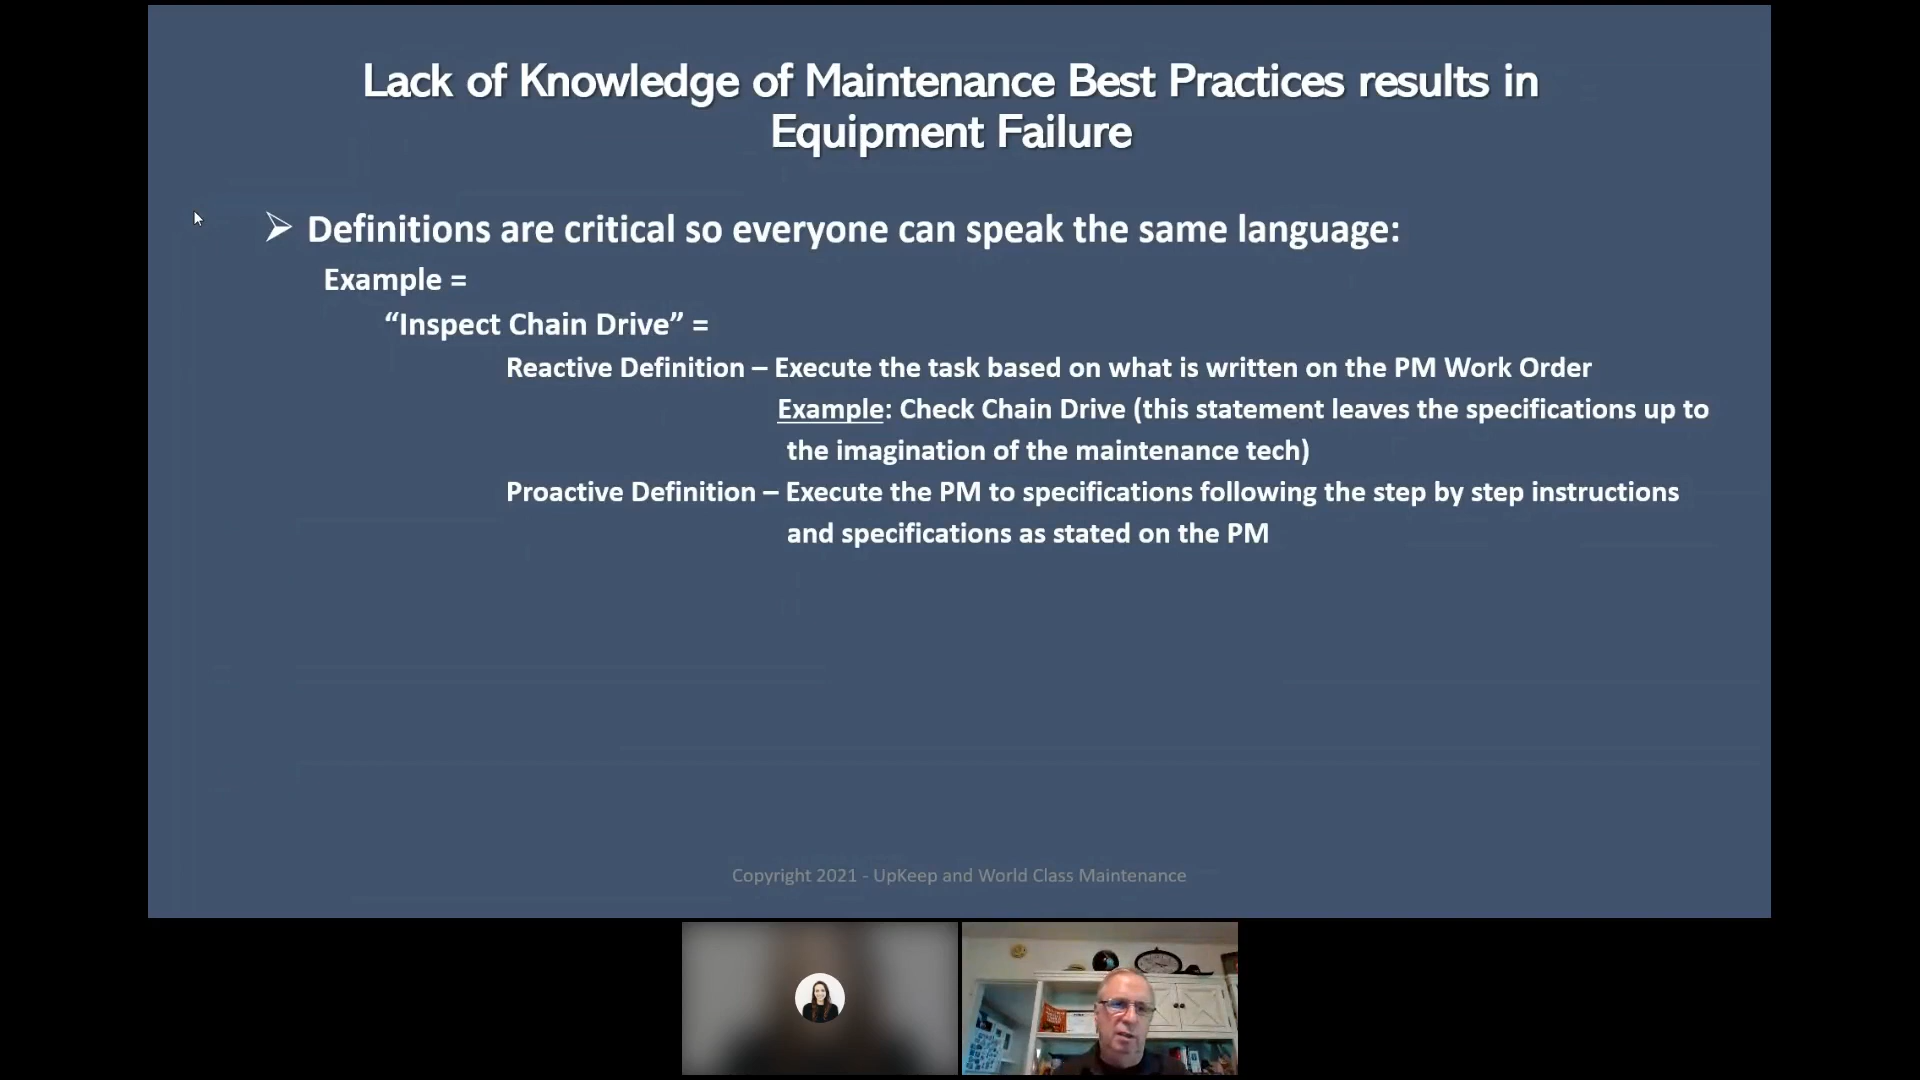 Lack of Knowledge of Maintenance Best Practices results in
Equipment Failure
Definitions are critical so everyone can speak the same language:
Example =
“Inspect Chain Drive” =
Reactive Definition – Execute the task based on what is written on the PM Work Order
Example: Check Chain Drive (this statement leaves the specifications up to
the imagination of the maintenance tech)
Proactive Definition – Execute the PM to specifications following the step by step instructions
and specifications as stated on the PM
Copyright 2021 - UpKeep and World Class Maintenance